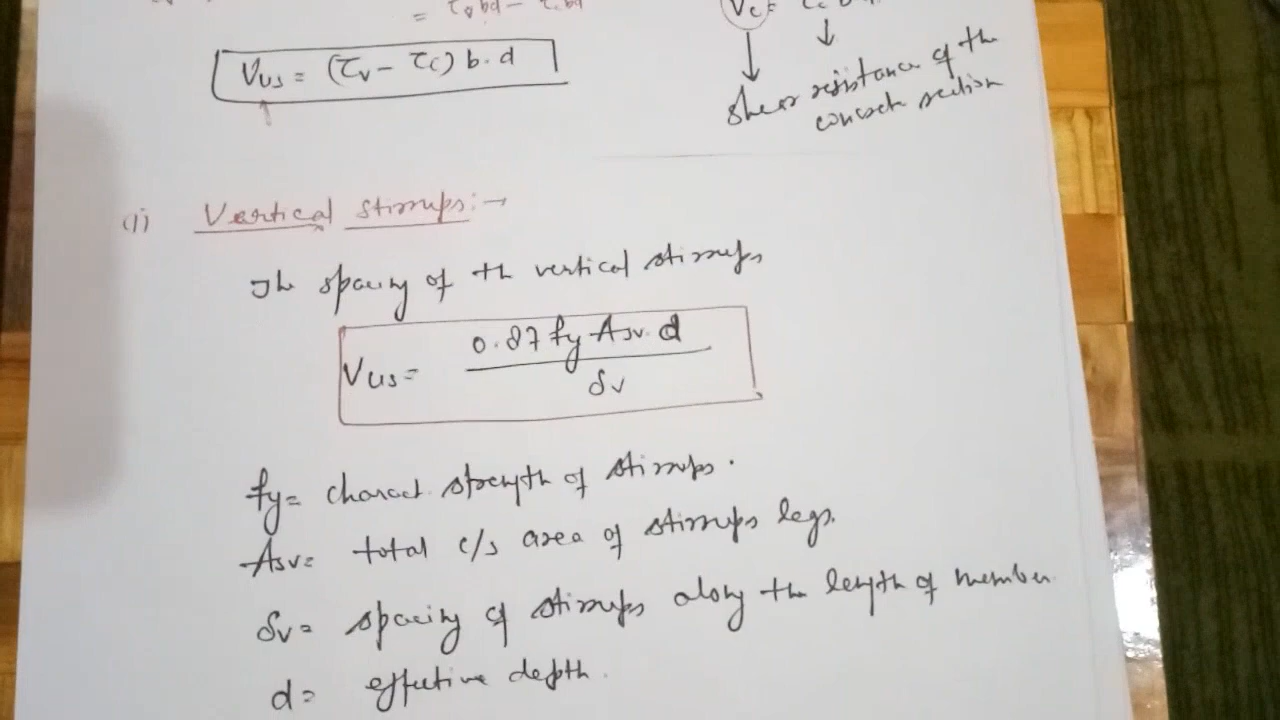 =
Vus = (τv - τc) b.d
Vc =
shear resistance of the
concrete section
(1) Vertical stirrups:→
The spacing of the vertical stirrups
Vus = 0.87 fy Asv. d
Sv
fy = charact. strength of stirrups.
Asv = total c/s area of stirrups legs.
Sv = spacing of stirrups along the length of member
d = effective depth.